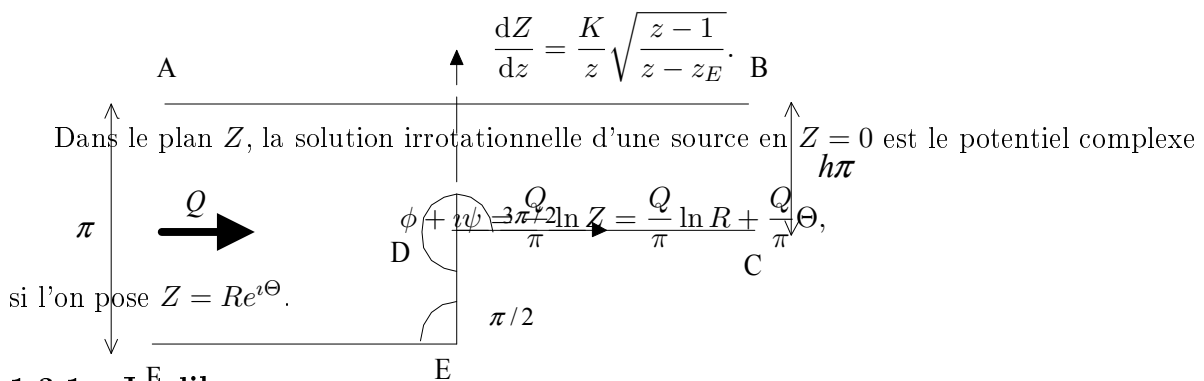 dZ/dz = K/z √((z − 1)/(z − z_E)).
A
B
Dans le plan Z, la solution irrotationnelle d'une source en Z = 0 est le potentiel complexe
hπ
Q
3π/2
ϕ + ıψ = Q/π ln Z = Q/π ln R + Q/π Θ,
π
D
C
si l'on pose Z = Re^{ıΘ}.
π/2
E